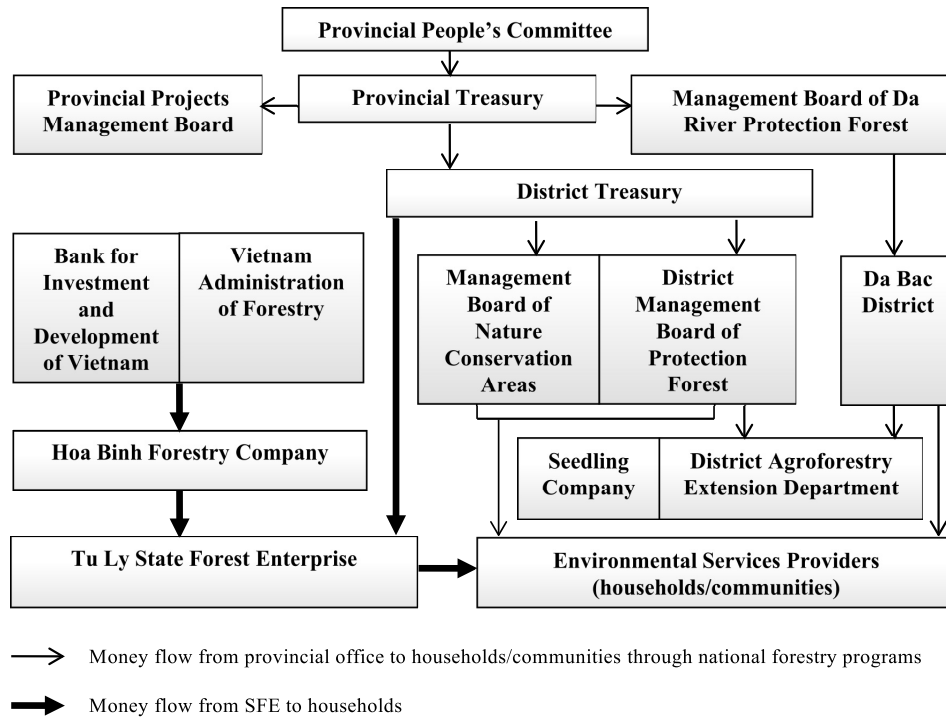 Provincial People’s Committee
Provincial Projects
Management Board
Provincial Treasury
Management Board of Da
River Protection Forest
District Treasury
Bank for
Investment
and
Development
of Vietnam
Vietnam
Administration
of Forestry
Management
Board of
Nature
Conservation
Areas
District
Management
Board of
Protection
Forest
Da Bac
District
Hoa Binh Forestry Company
Seedling
Company
District Agroforestry
Extension Department
Tu Ly State Forest Enterprise
Environmental Services Providers
(households/communities)
Money flow from provincial office to households/communities through national forestry programs
Money flow from SFE to households